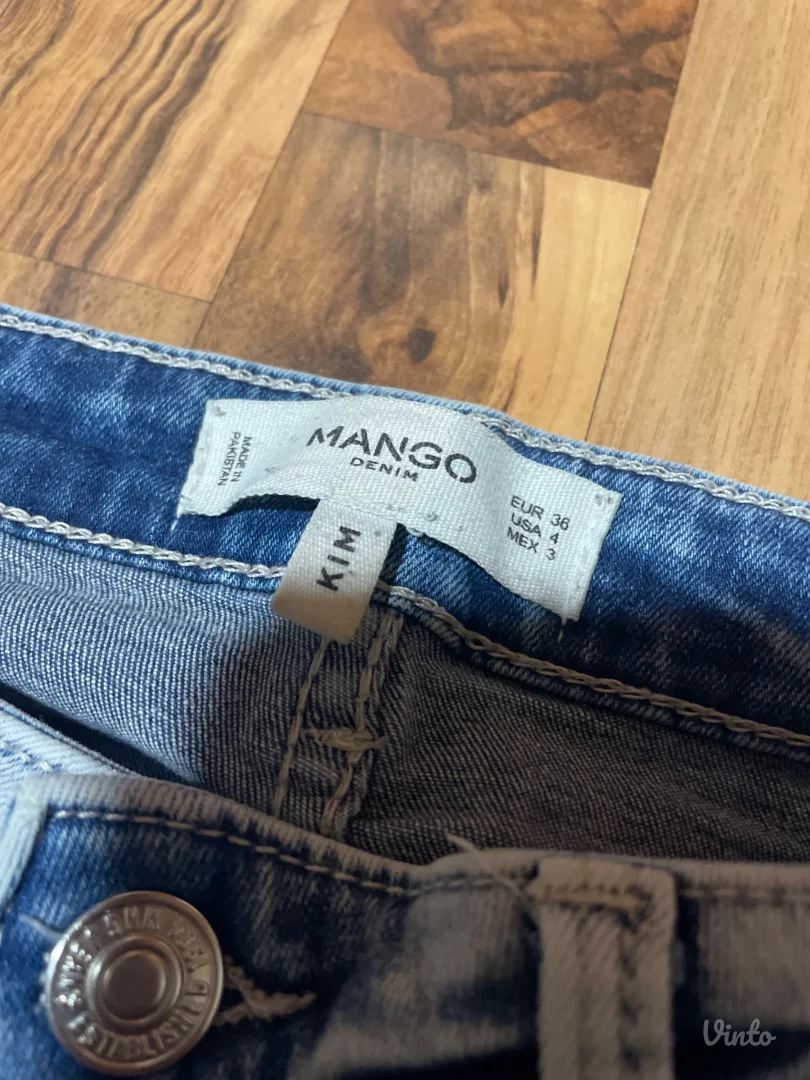 MANGO
DENIM
MADE IN
PAKISTAN
EUR 36
USA 4
MEX 3
KIM
Vinto